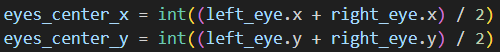 eyes_center_x = int((left_eye.x + right_eye.x) / 2)
eyes_center_y = int((left_eye.y + right_eye.y) / 2)